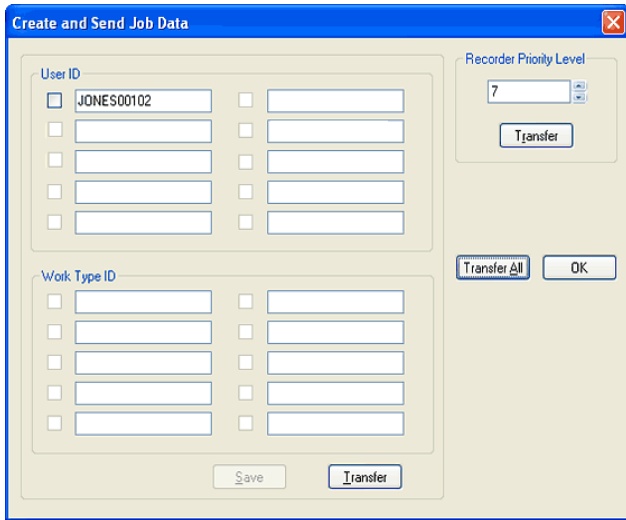 Create and Send Job Data
User ID
JONES00102
Work Type ID
Save
Transfer
Recorder Priority Level
7
Transfer
Transfer All
OK